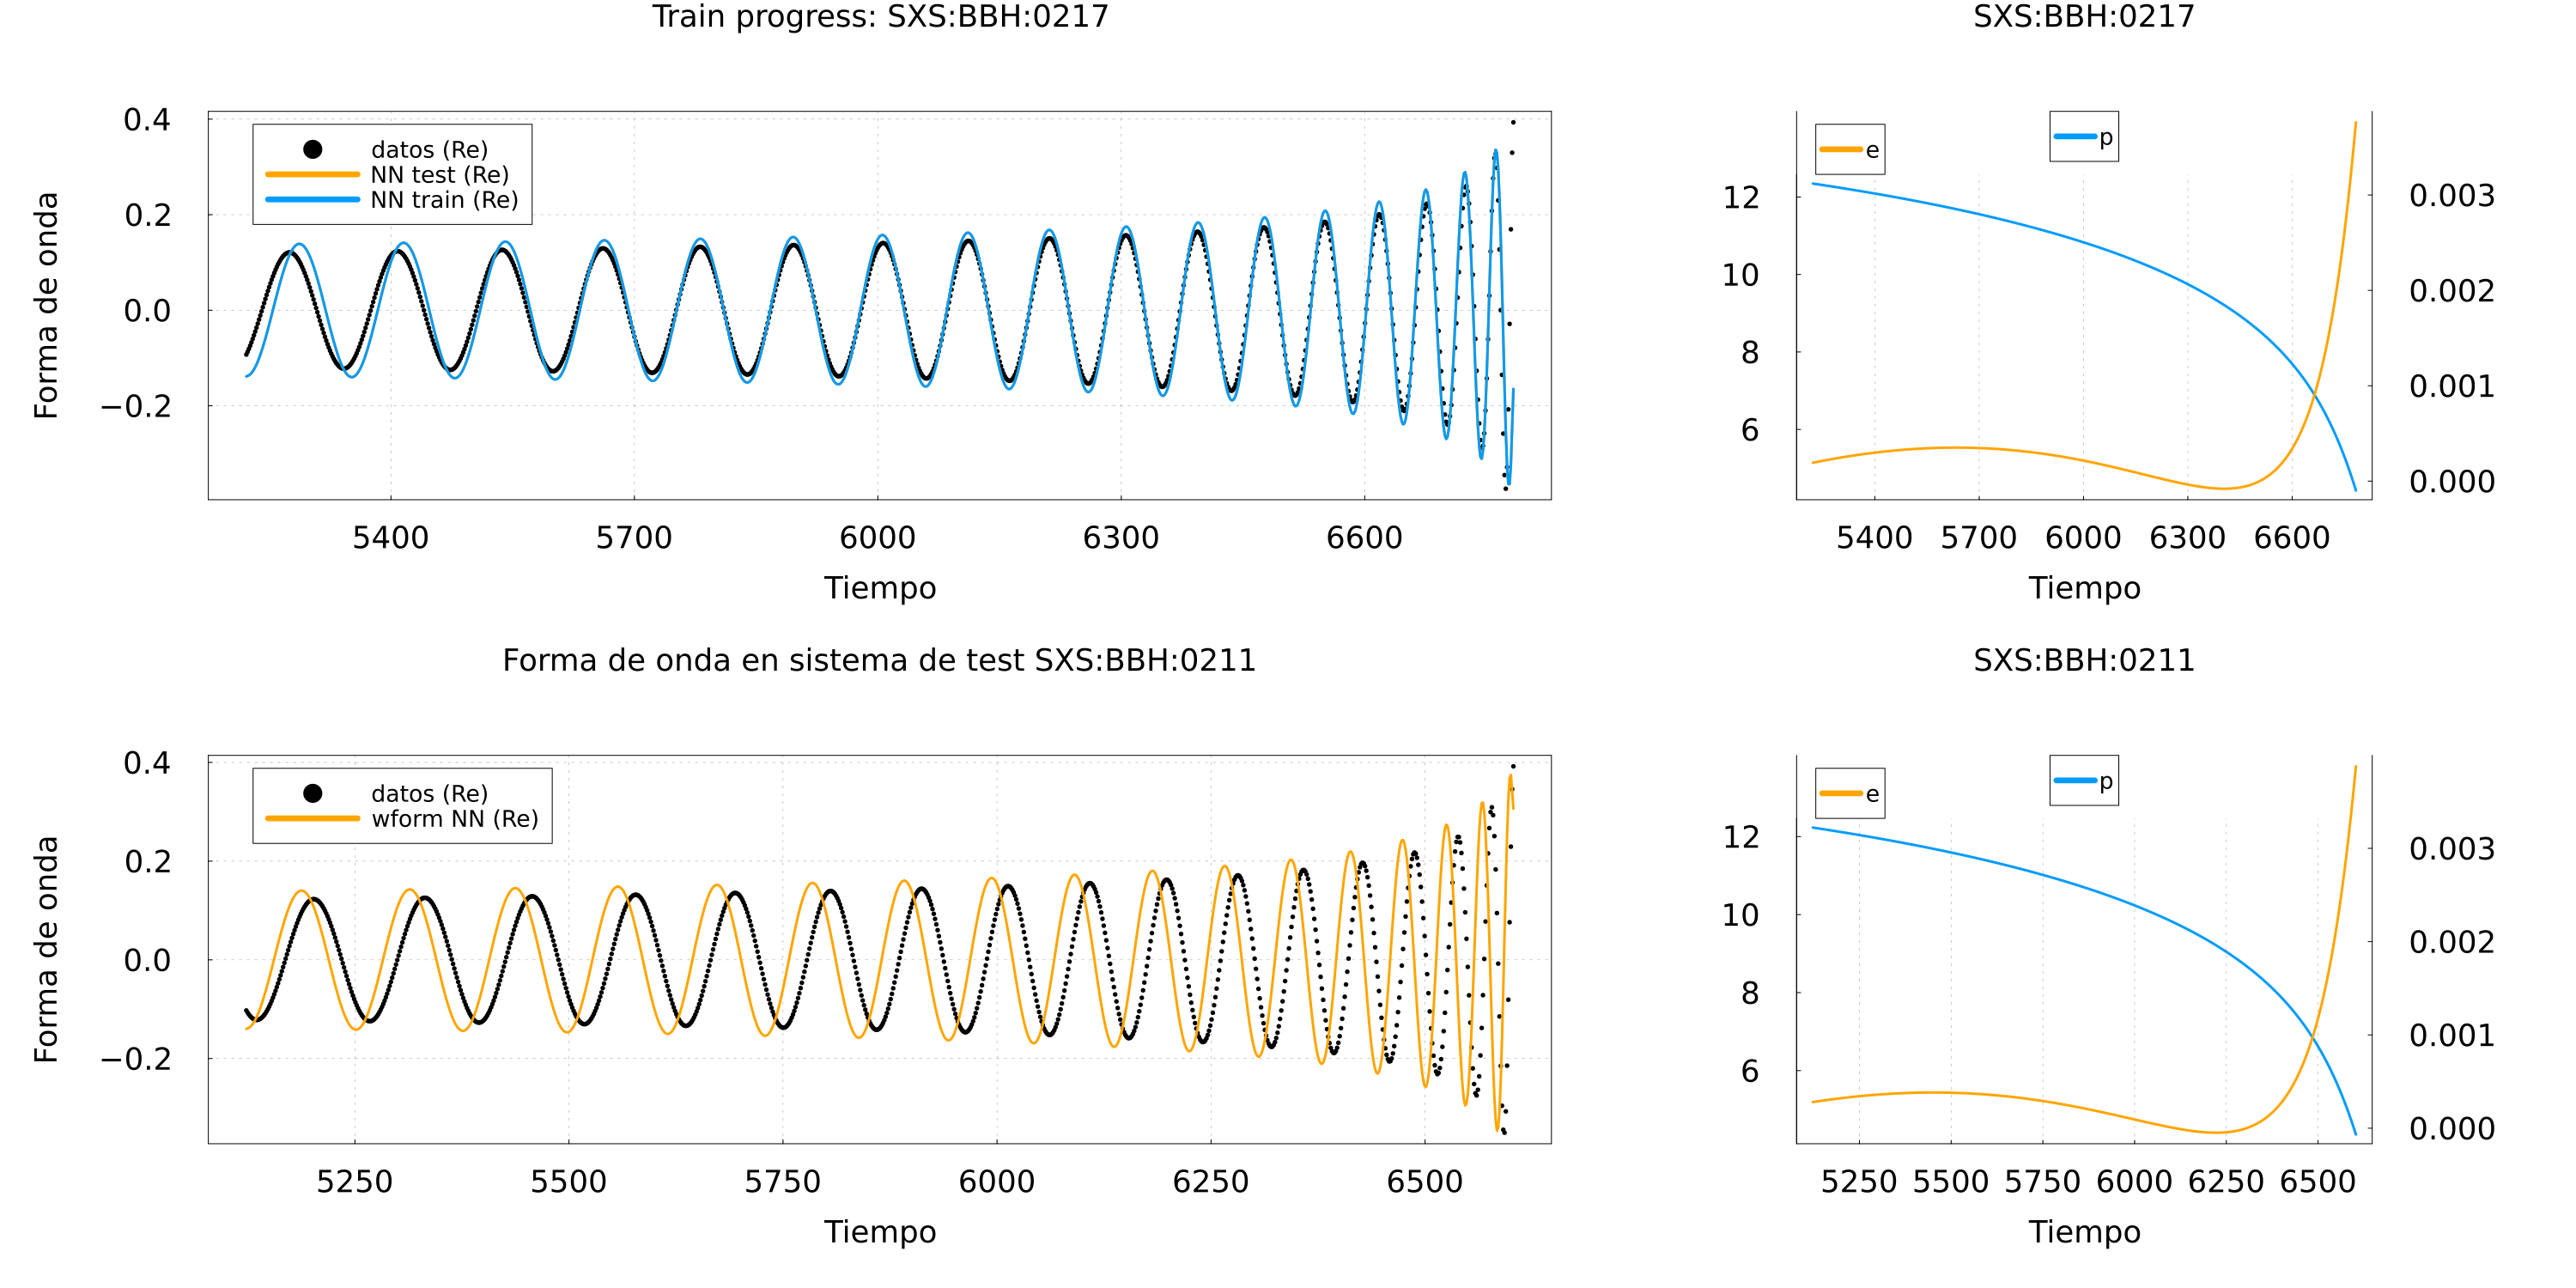 Train progress: SXS:BBH:0217
0.4
0.2
0.0
−0.2
Forma de onda
datos (Re)
NN test (Re)
NN train (Re)
5400 5700 6000 6300 6600
Tiempo
SXS:BBH:0217
e
p
12
10
8
6
0.003
0.002
0.001
0.000
5400 5700 6000 6300 6600
Tiempo
Forma de onda en sistema de test SXS:BBH:0211
0.4
0.2
0.0
−0.2
Forma de onda
datos (Re)
wform NN (Re)
5250 5500 5750 6000 6250 6500
Tiempo
SXS:BBH:0211
e
p
12
10
8
6
0.003
0.002
0.001
0.000
5250 5500 5750 6000 6250 6500
Tiempo